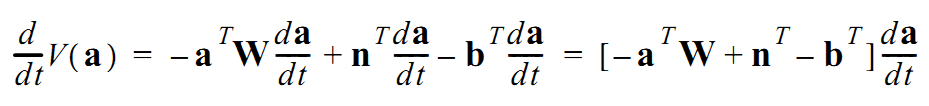 d/dt V(a) = –a^T W da/dt + n^T da/dt – b^T da/dt = [–a^T W + n^T – b^T] da/dt